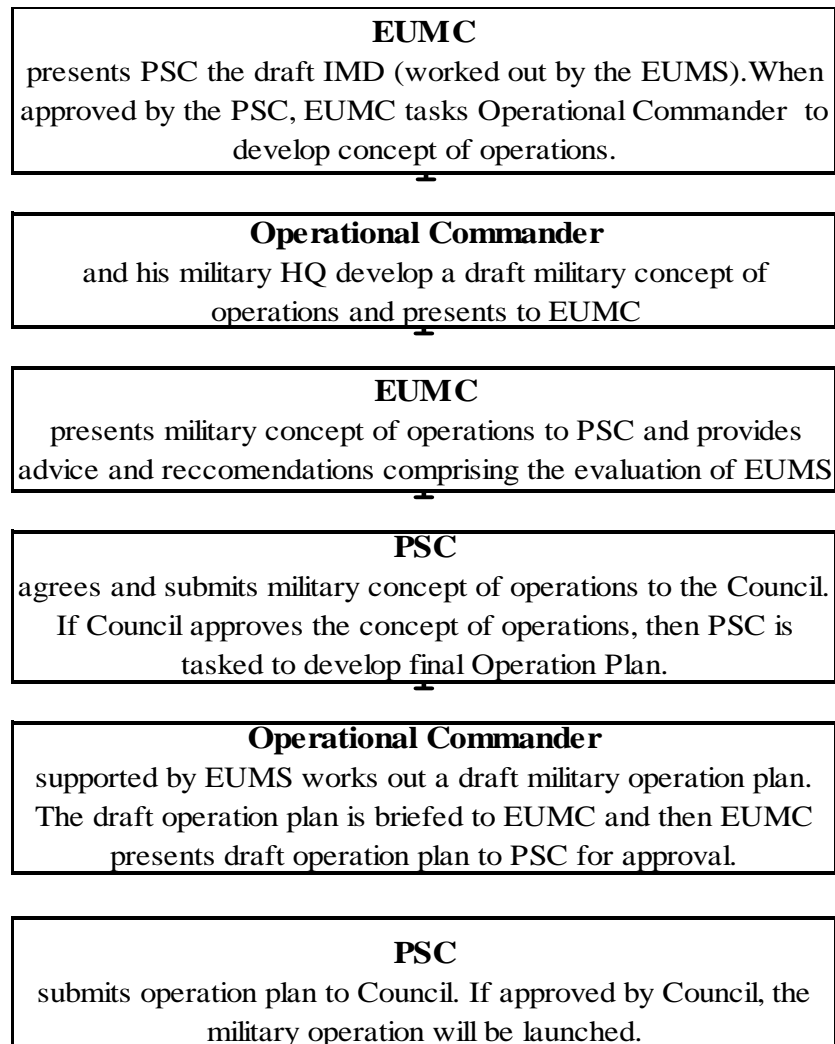 EUMC
presents PSC the draft IMD (worked out by the EUMS).When
approved by the PSC, EUMC tasks Operational Commander to
develop concept of operations.
Operational Commander
and his military HQ develop a draft military concept of
operations and presents to EUMC
EUMC
presents military concept of operations to PSC and provides
advice and reccomendations comprising the evaluation of EUMS
PSC
agrees and submits military concept of operations to the Council.
If Council approves the concept of operations, then PSC is
tasked to develop final Operation Plan.
Operational Commander
supported by EUMS works out a draft military operation plan.
The draft operation plan is briefed to EUMC and then EUMC
presents draft operation plan to PSC for approval.
PSC
submits operation plan to Council. If approved by Council, the
military operation will be launched.